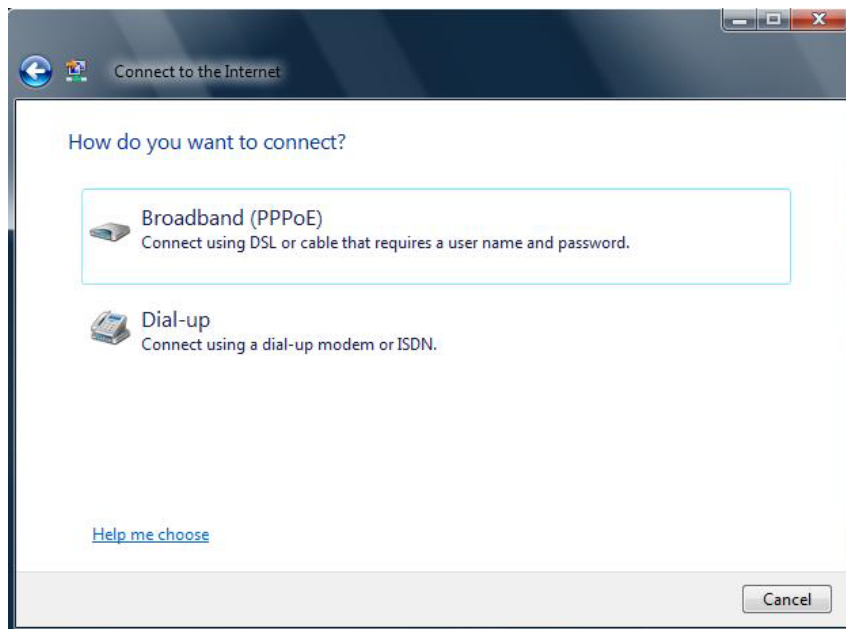 Connect to the Internet
How do you want to connect?
Broadband (PPPoE)
Connect using DSL or cable that requires a user name and password.
Dial-up
Connect using a dial-up modem or ISDN.
Help me choose
Cancel